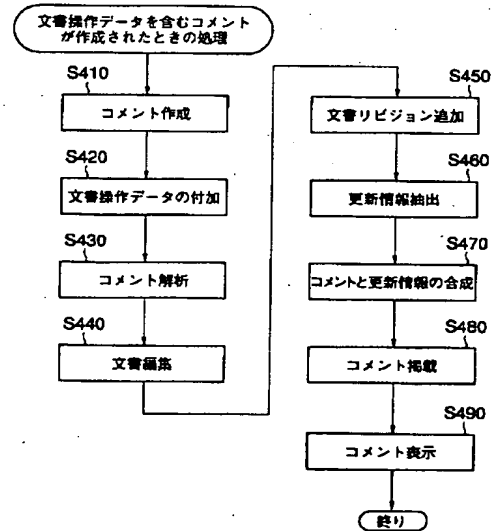 文書操作データを含むコメント
が作成されたときの処理
S410
コメント作成
S420
文書操作データの付加
S430
コメント解析
S440
文書編集
S450
文書リビジョン追加
S460
更新情報抽出
S470
コメントと更新情報の合成
S480
コメント掲載
S490
コメント表示
終り